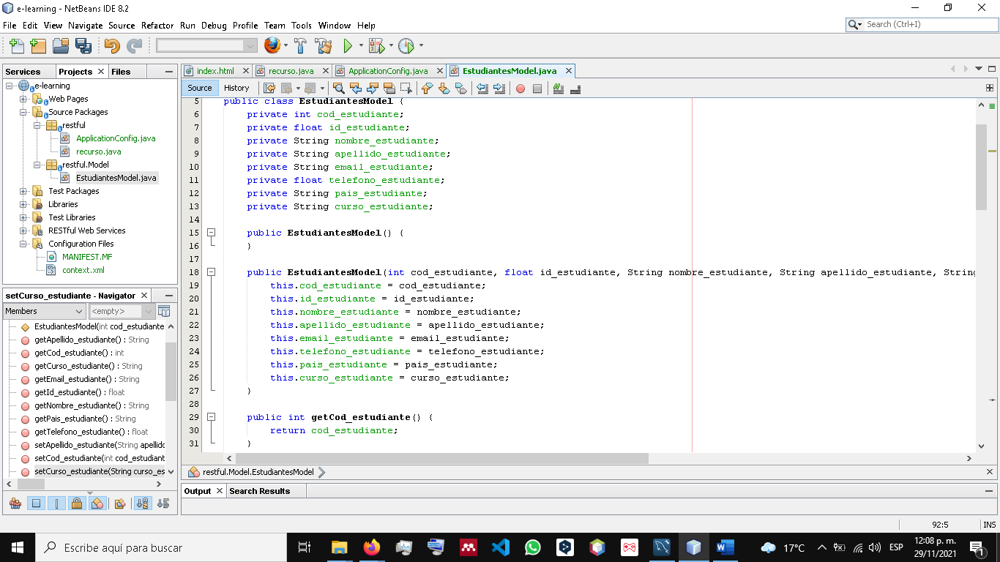 e-learning - NetBeans IDE 8.2
File Edit View Navigate Source Refactor Run Debug Profile Team Tools Window Help
Search (Ctrl+I)
Services Projects Files
e-learning
Web Pages
Source Packages
restful
ApplicationConfig.java
recurso.java
restful.Model
EstudiantesModel.java
Test Packages
Libraries
Test Libraries
RESTful Web Services
Configuration Files
MANIFEST.MF
context.xml
setCurso_estudiante - Navigator
Members <empty>
EstudiantesModel(int cod_estudiante
getApellido_estudiante() : String
getCod_estudiante() : int
getCurso_estudiante() : String
getEmail_estudiante() : String
getId_estudiante() : float
getNombre_estudiante() : String
getPais_estudiante() : String
getTelefono_estudiante() : float
setApellido_estudiante(String apellido
setCod_estudiante(int cod_estudiant
setCurso_estudiante(String curso_es
index.html recurso.java ApplicationConfig.java EstudiantesModel.java
Source History
5 public class EstudiantesModel {
6 private int cod_estudiante;
7 private float id_estudiante;
8 private String nombre_estudiante;
9 private String apellido_estudiante;
10 private String email_estudiante;
11 private float telefono_estudiante;
12 private String pais_estudiante;
13 private String curso_estudiante;
14
15 public EstudiantesModel() {
16 }
17
18 public EstudiantesModel(int cod_estudiante, float id_estudiante, String nombre_estudiante, String apellido_estudiante, String
19 this.cod_estudiante = cod_estudiante;
20 this.id_estudiante = id_estudiante;
21 this.nombre_estudiante = nombre_estudiante;
22 this.apellido_estudiante = apellido_estudiante;
23 this.email_estudiante = email_estudiante;
24 this.telefono_estudiante = telefono_estudiante;
25 this.pais_estudiante = pais_estudiante;
26 this.curso_estudiante = curso_estudiante;
27 }
28
29 public int getCod_estudiante() {
30 return cod_estudiante;
31 }
restful.Model.EstudiantesModel
Output Search Results
92:5 INS
Escribe aquí para buscar
17°C ESP 12:08 p. m.
29/11/2021
1